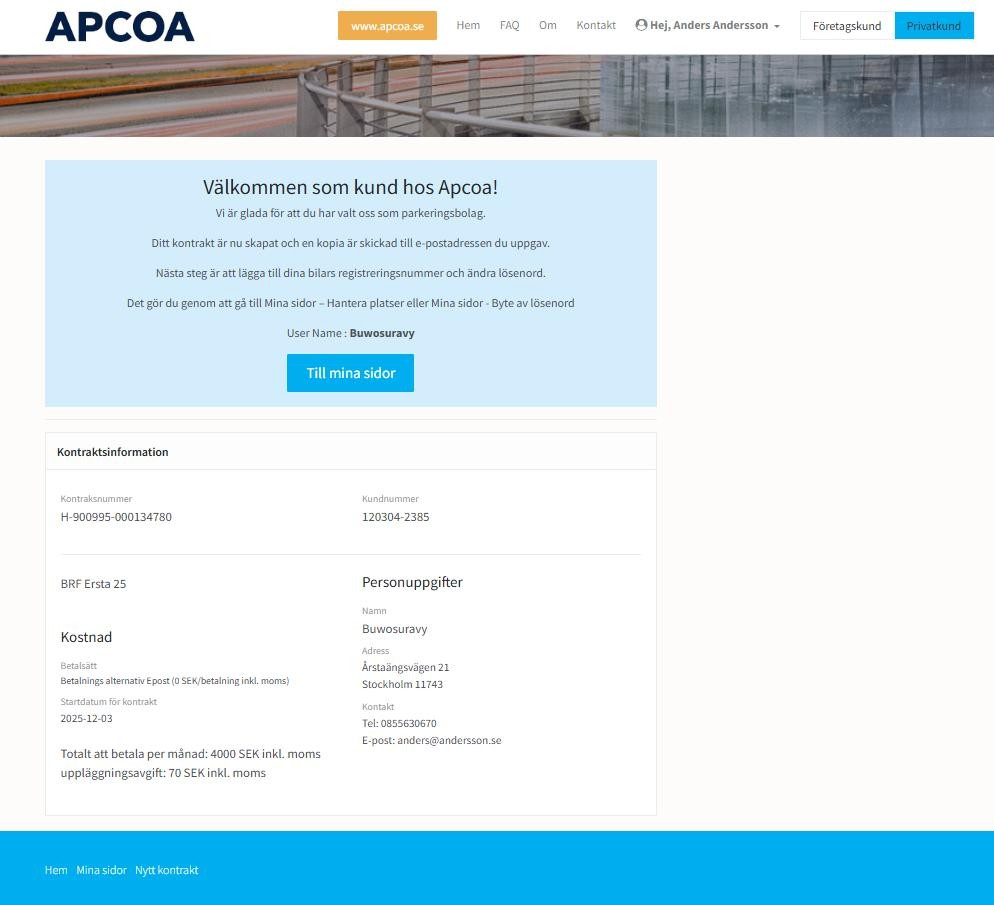 APCOA
www.apcoa.se Hem FAQ Om Kontakt Hej, Anders Andersson Företagskund Privatkund
Välkommen som kund hos Apcoa!
Vi är glada för att du har valt oss som parkeringsbolag.
Ditt kontrakt är nu skapat och en kopia är skickad till e-postadressen du uppgav.
Nästa steg är att lägga till dina bilars registreringsnummer och ändra lösenord.
Det gör du genom att gå till Mina sidor – Hantera platser eller Mina sidor - Byte av lösenord
User Name : Buwosuravy
Till mina sidor
Kontraktsinformation
Kontraksnummer
H-900995-000134780
Kundnummer
120304-2385
BRF Ersta 25
Kostnad
Betalsätt
Betalnings alternativ Epost (0 SEK/betalning inkl. moms)
Startdatum för kontrakt
2025-12-03
Totalt att betala per månad: 4000 SEK inkl. moms
uppläggningsavgift: 70 SEK inkl. moms
Personuppgifter
Namn
Buwosuravy
Adress
Årstaängsvägen 21
Stockholm 11743
Kontakt
Tel: 0855630670
E-post: anders@andersson.se
Hem Mina sidor Nytt kontrakt